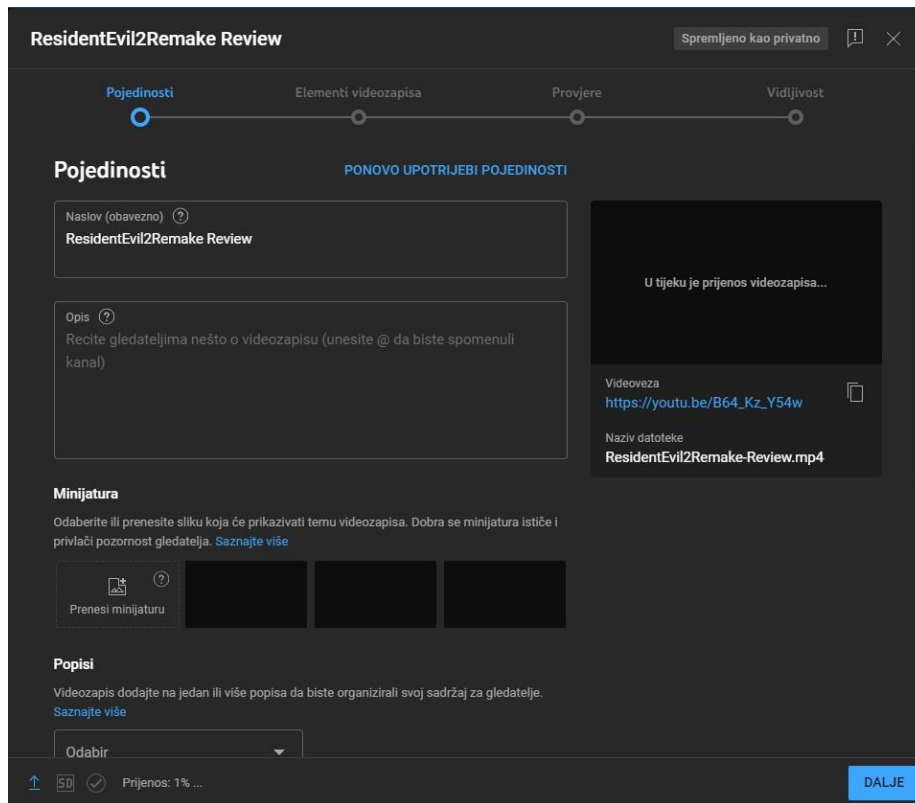 ResidentEvil2Remake Review
Spremljeno kao privatno
Pojedinosti
Elementi videozapisa
Provjere
Vidljivost
Pojedinosti
PONOVO UPOTRIJEBI POJEDINOSTI
Naslov (obavezno) ?
ResidentEvil2Remake Review
Opis ?
Recite gledateljima nešto o videozapisu (unesite @ da biste spomenuli
kanal)
U tijeku je prijenos videozapisa...
Videoveza
https://youtu.be/B64_Kz_Y54w
Naziv datoteke
ResidentEvil2Remake-Review.mp4
Minijatura
Odaberite ili prenesite sliku koja će prikazivati temu videozapisa. Dobra se minijatura ističe i
privlači pozornost gledatelja. Saznajte više
?
Prenesi minijaturu
Popisi
Videozapis dodajte na jedan ili više popisa da biste organizirali svoj sadržaj za gledatelje.
Saznajte više
Odabir
SD
Prijenos: 1% ...
DALJE